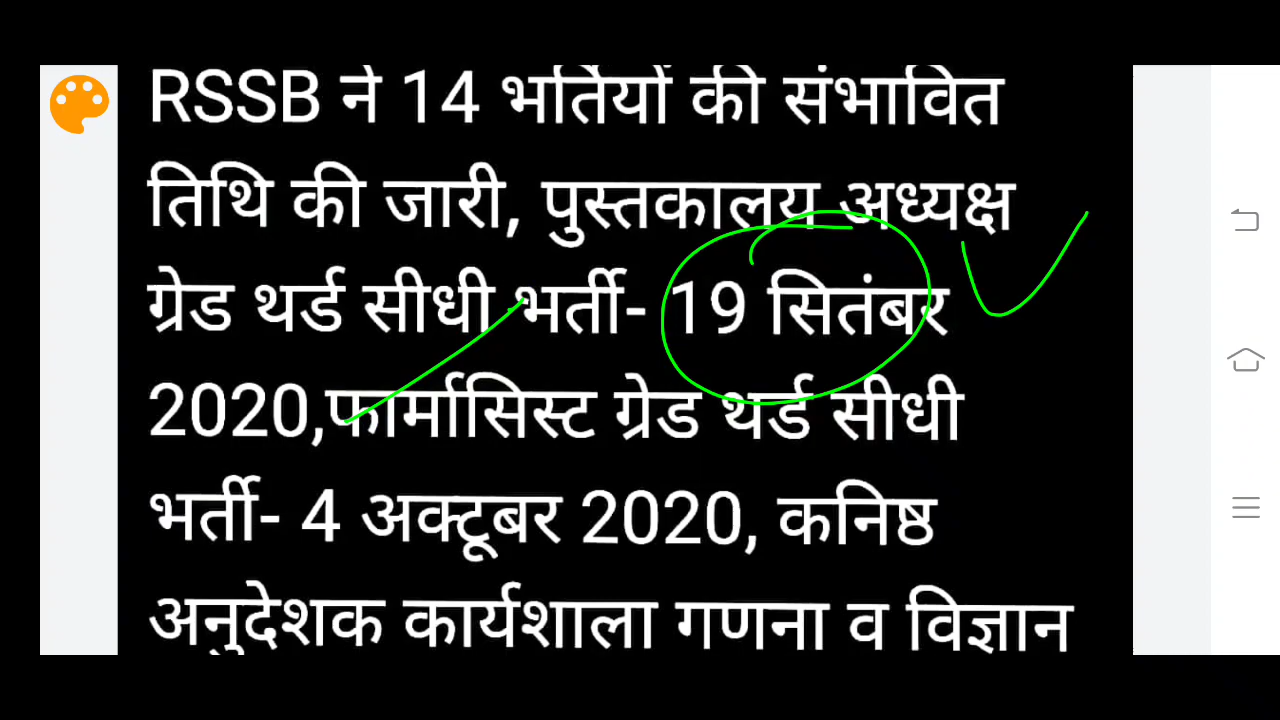 RSSB ने 14 भर्तियों की संभावित
तिथि की जारी, पुस्तकालय अध्यक्ष
ग्रेड थर्ड सीधी भर्ती- 19 सितंबर
2020,फार्मासिस्ट ग्रेड थर्ड सीधी
भर्ती- 4 अक्टूबर 2020, कनिष्ठ
अनुदेशक कार्यशाला गणना व विज्ञान